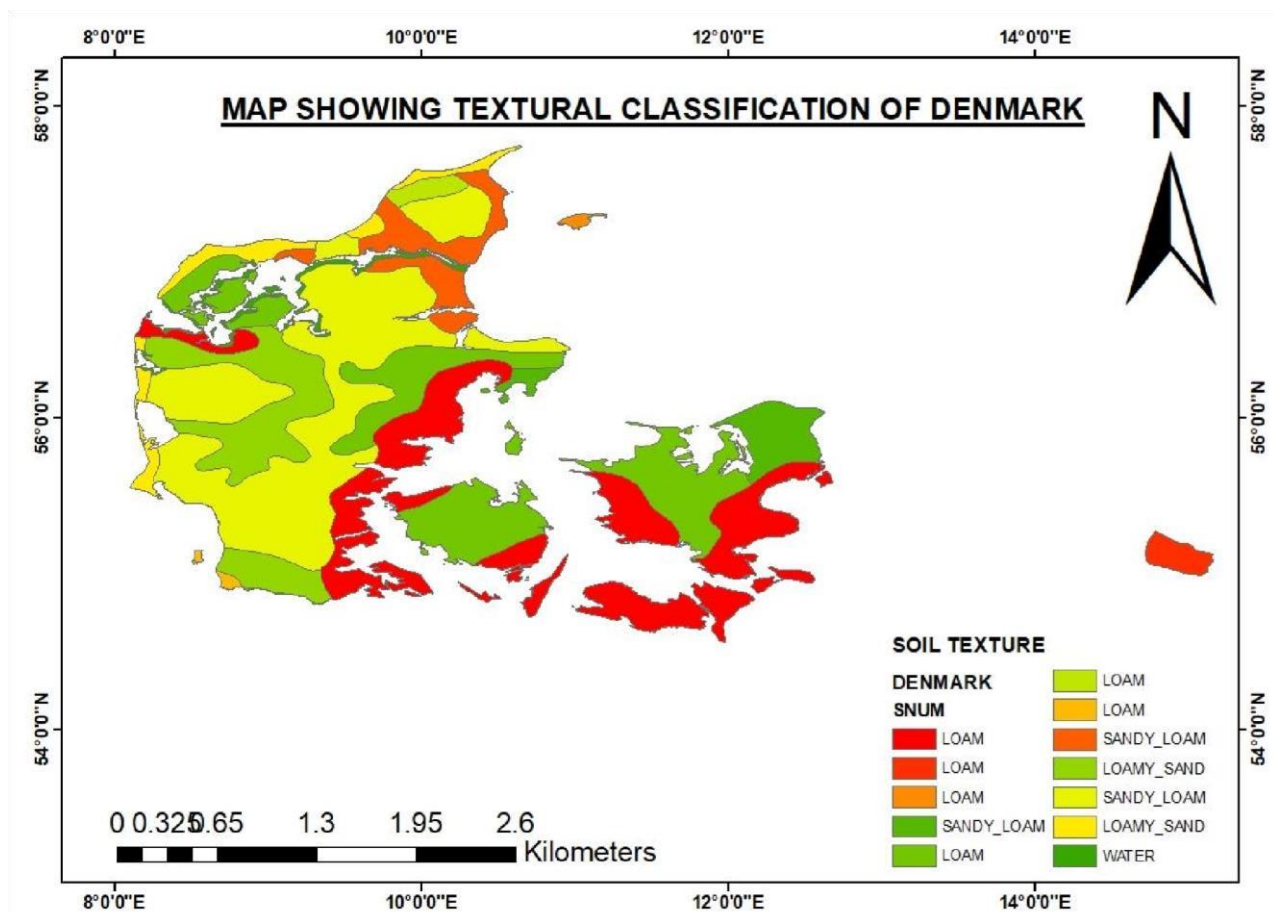 8°0'0"E 10°0'0"E 12°0'0"E 14°0'0"E
58°0'0"N
58°0'0"N
MAP SHOWING TEXTURAL CLASSIFICATION OF DENMARK
N
56°0'0"N
56°0'0"N
54°0'0"N
54°0'0"N
SOIL TEXTURE
DENMARK
SNUM
LOAM
LOAM
LOAM
SANDY_LOAM
LOAM
LOAM
LOAM
SANDY_LOAM
LOAMY_SAND
SANDY_LOAM
LOAMY_SAND
WATER
0 0.325 0.65 1.3 1.95 2.6
Kilometers
8°0'0"E 10°0'0"E 12°0'0"E 14°0'0"E